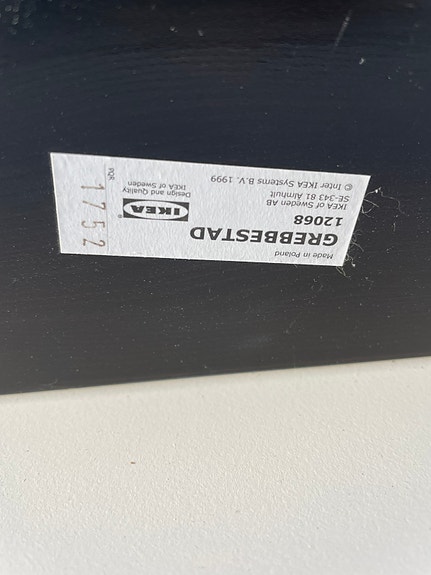 Made in Poland
GREBBESTAD
12068
IKEA of Sweden AB
SE-343 81 Älmhult
© Inter IKEA Systems B.V. 1999
IKEA®
Design and Quality
IKEA of Sweden
1752